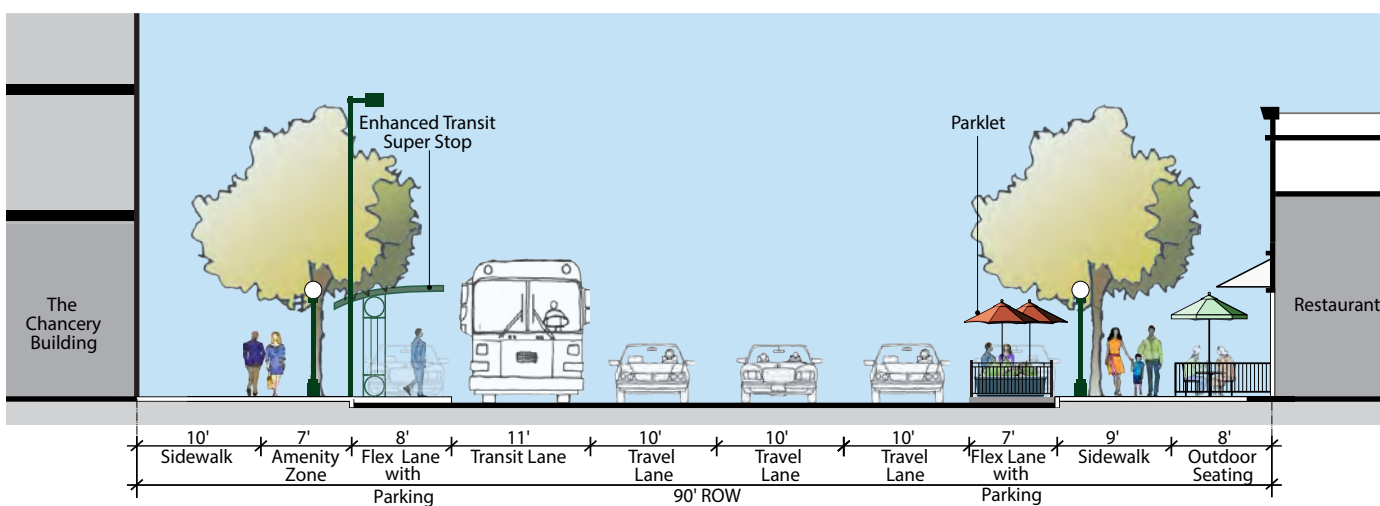 Enhanced Transit
Super Stop
Parklet
The
Chancery
Building
Restaurant
10'
Sidewalk
7'
Amenity
Zone
8'
Flex Lane
with
Parking
11'
Transit Lane
10'
Travel
Lane
10'
Travel
Lane
10'
Travel
Lane
7'
Flex Lane
with
Parking
9'
Sidewalk
8'
Outdoor
Seating
90' ROW